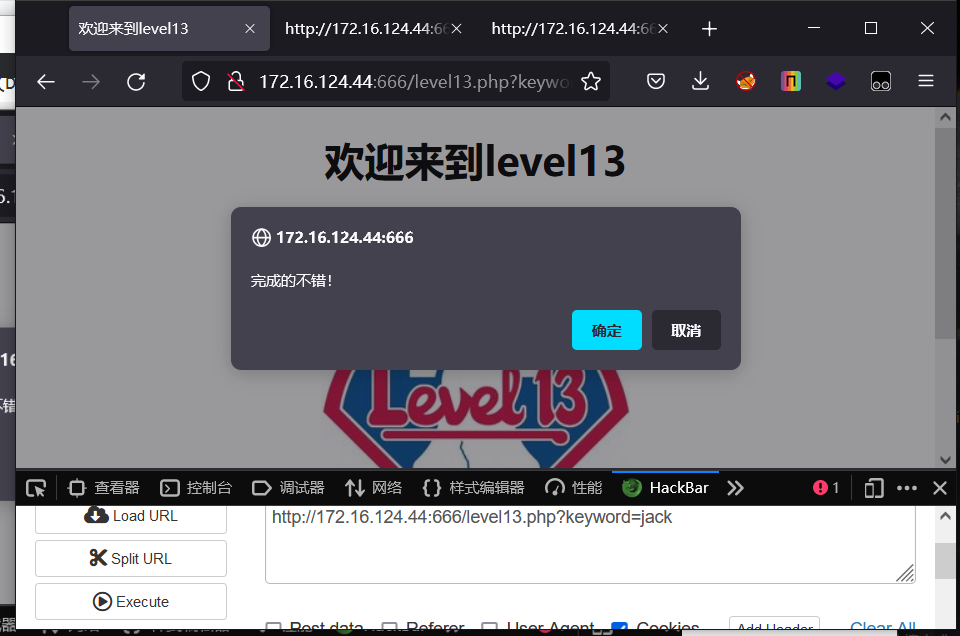 欢迎来到level13
http://172.16.124.44:66
http://172.16.124.44:66
172.16.124.44:666/level13.php?keywo
欢迎来到level13
172.16.124.44:666
完成的不错！
确定
取消
Level 13
查看器
控制台
调试器
网络
样式编辑器
性能
HackBar
1
Load URL
http://172.16.124.44:666/level13.php?keyword=jack
Split URL
Execute
Post data
Referer
User Agent
Cookies
Add Header
Clear All